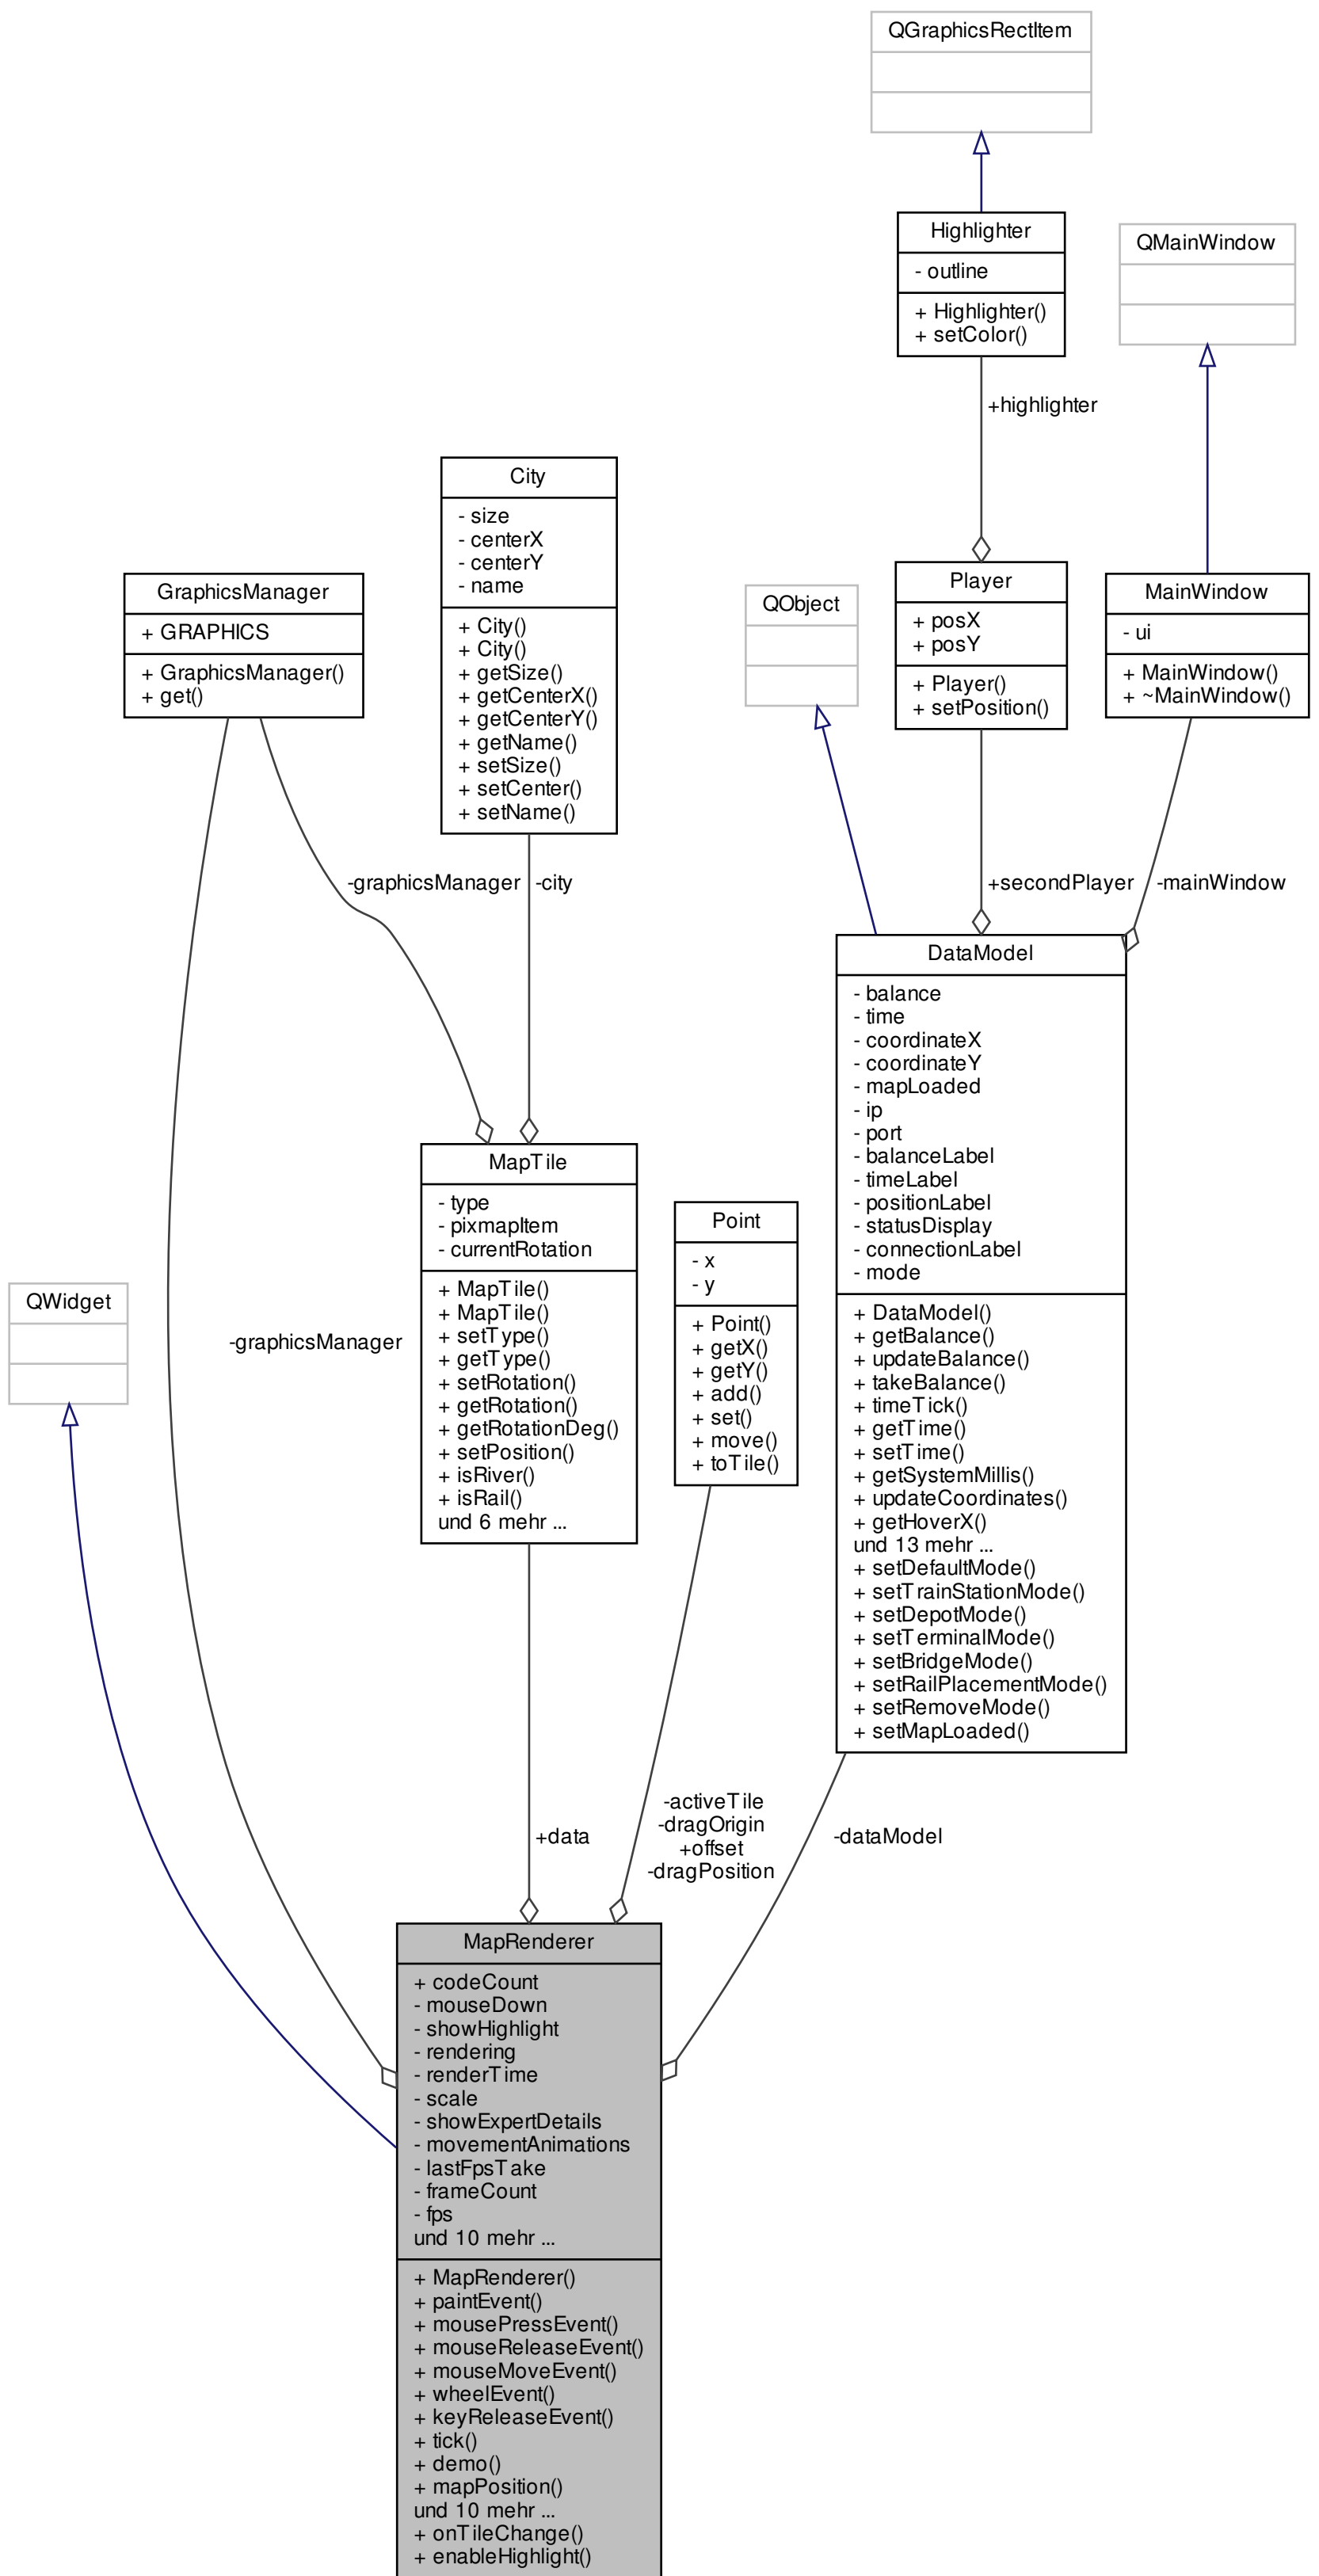 QGraphicsRectItem
Highlighter
- outline
+ Highlighter()
+ setColor()
QMainWindow
+highlighter
City
- size
- centerX
- centerY
- name
+ City()
+ City()
+ getSize()
+ getCenterX()
+ getCenterY()
+ getName()
+ setSize()
+ setCenter()
+ setName()
GraphicsManager
+ GRAPHICS
+ GraphicsManager()
+ get()
QObject
Player
+ posX
+ posY
+ Player()
+ setPosition()
MainWindow
- ui
+ MainWindow()
+ ~MainWindow()
-graphicsManager
-city
+secondPlayer
-mainWindow
DataModel
- balance
- time
- coordinateX
- coordinateY
- mapLoaded
- ip
- port
- balanceLabel
- timeLabel
- positionLabel
- statusDisplay
- connectionLabel
- mode
+ DataModel()
+ getBalance()
+ updateBalance()
+ takeBalance()
+ timeTick()
+ getTime()
+ setTime()
+ getSystemMillis()
+ updateCoordinates()
+ getHoverX()
und 13 mehr ...
+ setDefaultMode()
+ setTrainStationMode()
+ setDepotMode()
+ setTerminalMode()
+ setBridgeMode()
+ setRailPlacementMode()
+ setRemoveMode()
+ setMapLoaded()
MapTile
- type
- pixmapItem
- currentRotation
+ MapTile()
+ MapTile()
+ setType()
+ getType()
+ setRotation()
+ getRotation()
+ getRotationDeg()
+ setPosition()
+ isRiver()
+ isRail()
und 6 mehr ...
Point
- x
- y
+ Point()
+ getX()
+ getY()
+ add()
+ set()
+ move()
+ toTile()
QWidget
-graphicsManager
+data
-activeTile
-dragOrigin
+offset
-dragPosition
-dataModel
MapRenderer
+ codeCount
- mouseDown
- showHighlight
- rendering
- renderTime
- scale
- showExpertDetails
- movementAnimations
- lastFpsTake
- frameCount
- fps
und 10 mehr ...
+ MapRenderer()
+ paintEvent()
+ mousePressEvent()
+ mouseReleaseEvent()
+ mouseMoveEvent()
+ wheelEvent()
+ keyReleaseEvent()
+ tick()
+ demo()
+ mapPosition()
und 10 mehr ...
+ onTileChange()
+ enableHighlight()